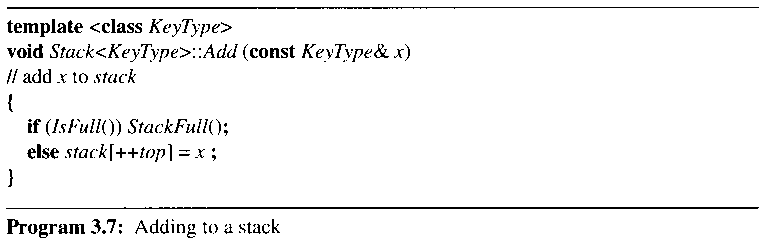 template <class KeyType>
void Stack<KeyType>::Add (const KeyType& x)
// add x to stack
{
if (IsFull()) StackFull();
else stack[++top] = x ;
}
Program 3.7: Adding to a stack